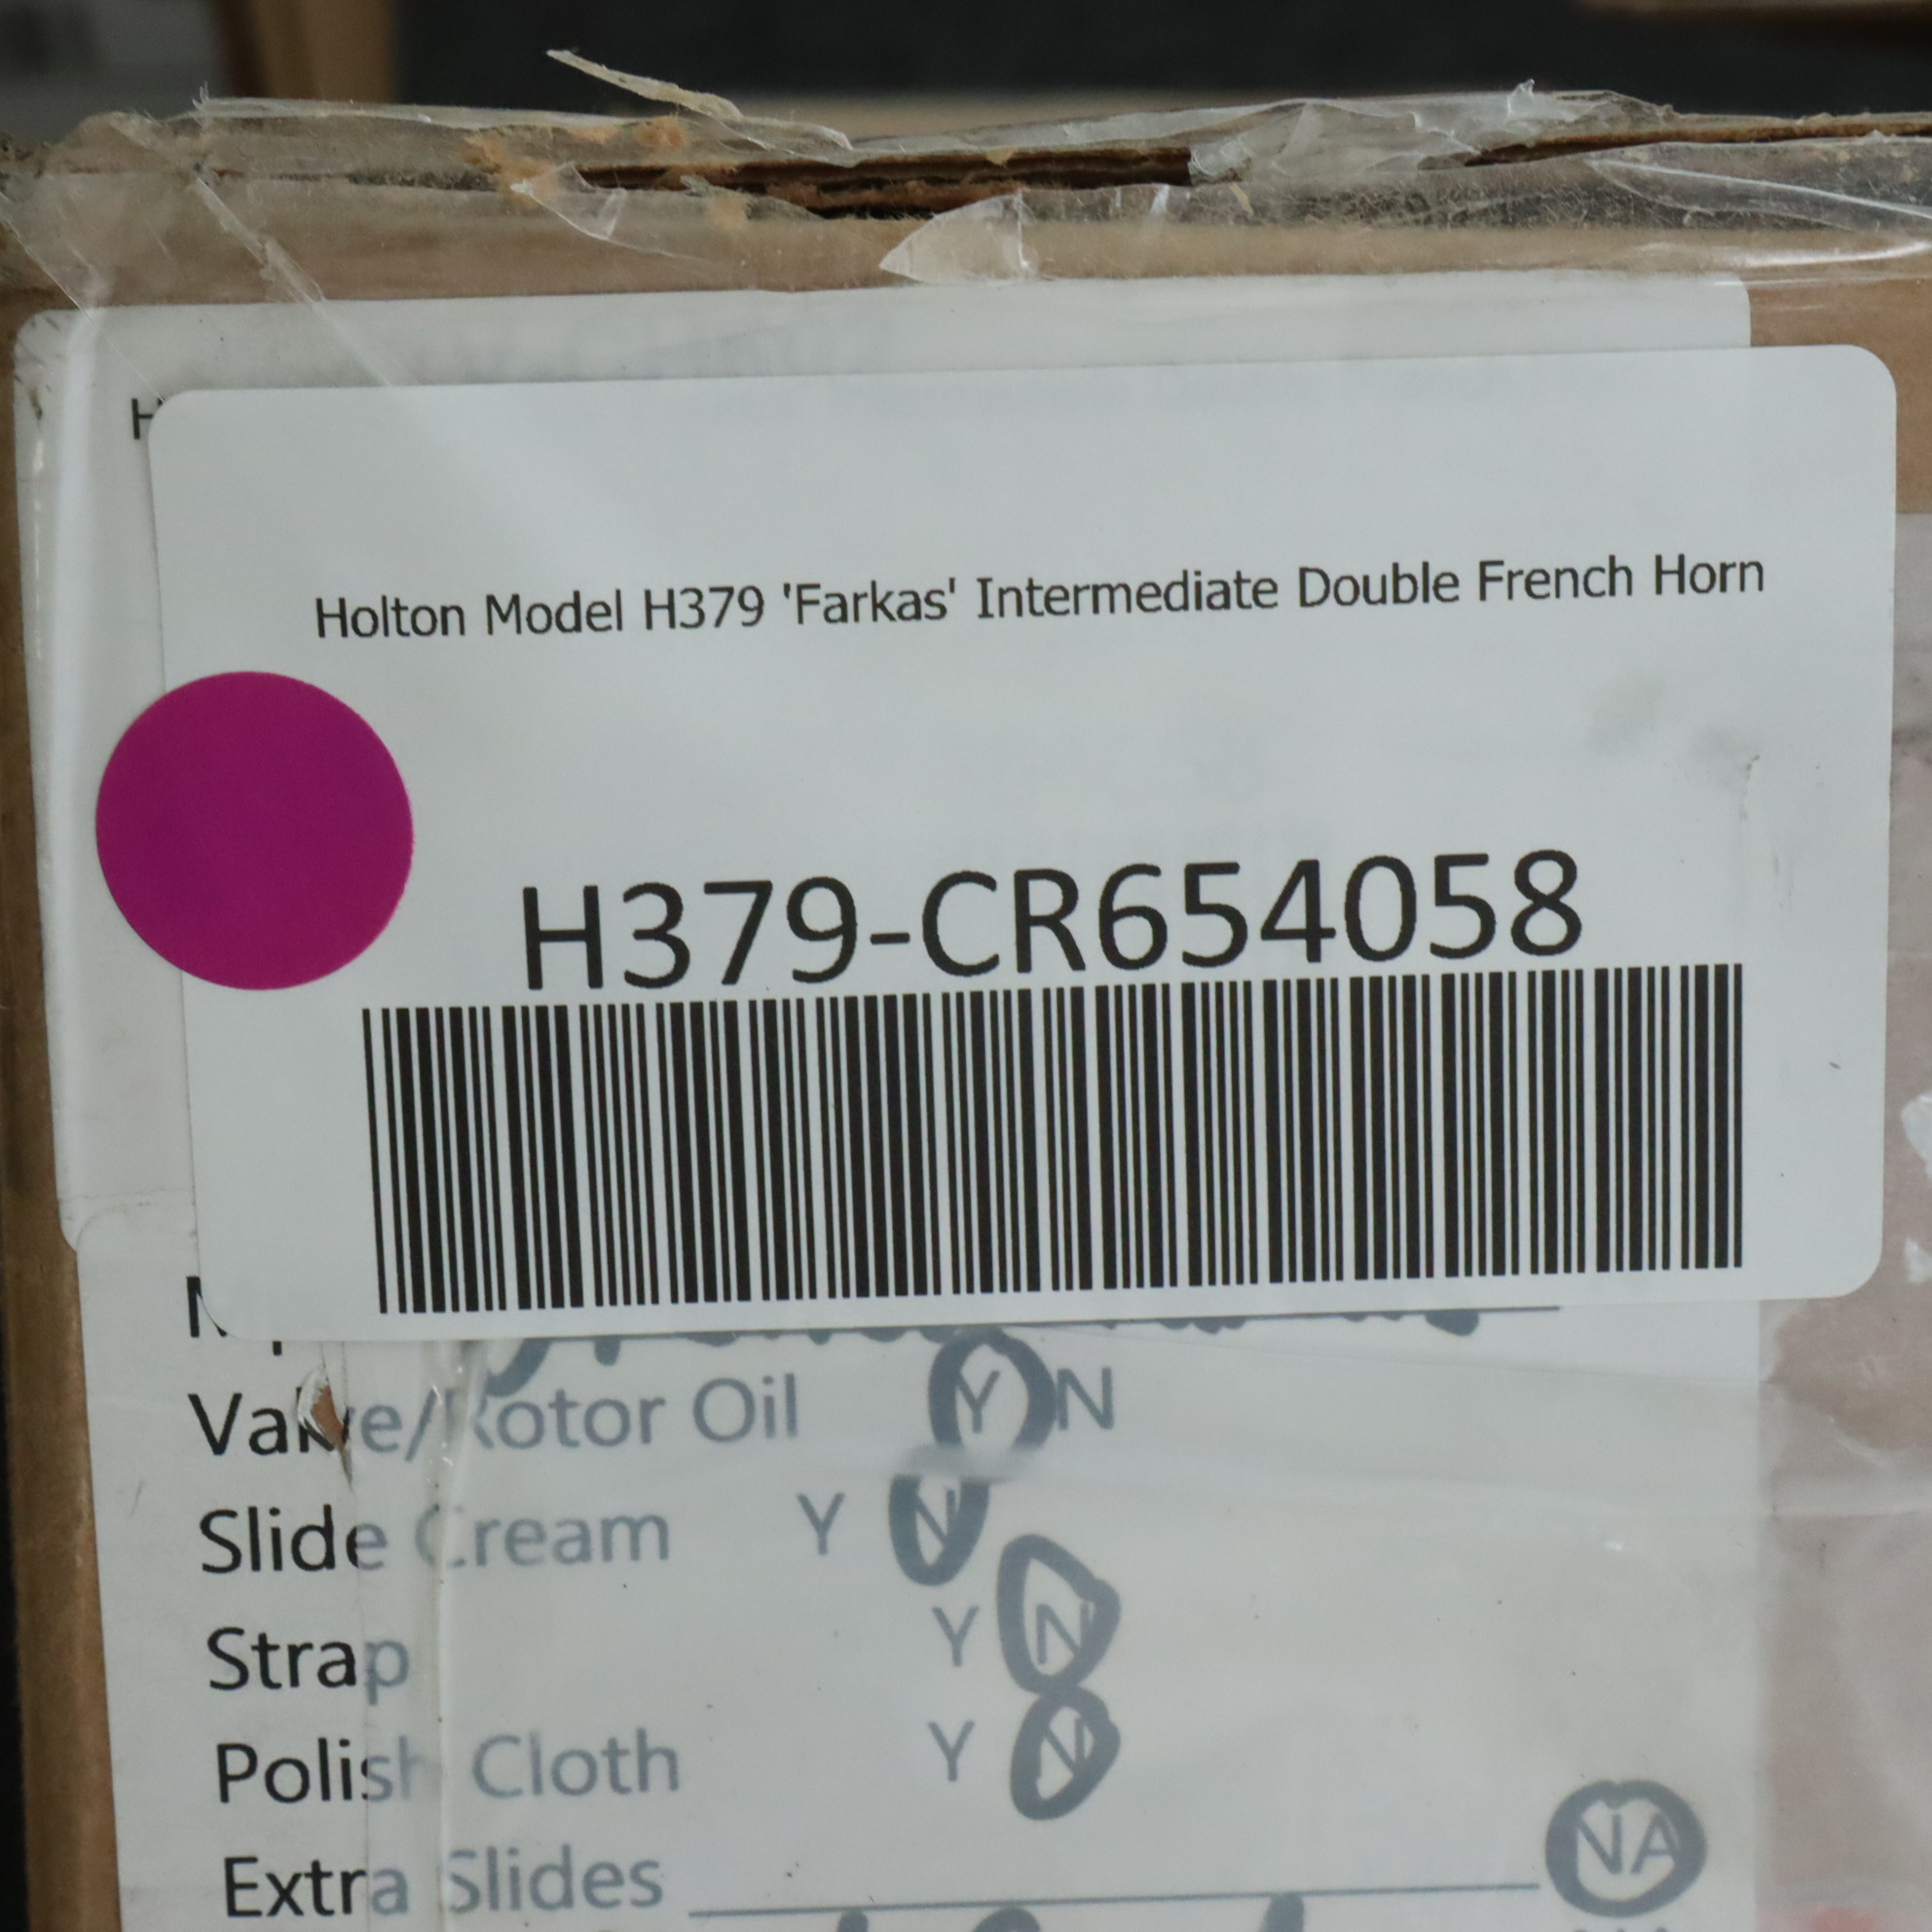 H
Holton Model H379 'Farkas' Intermediate Double French Horn
H379-CR654058
Valve/Rotor Oil Y N
Slide Cream Y N
Strap Y N
Polish Cloth Y N
Extra Slides NA